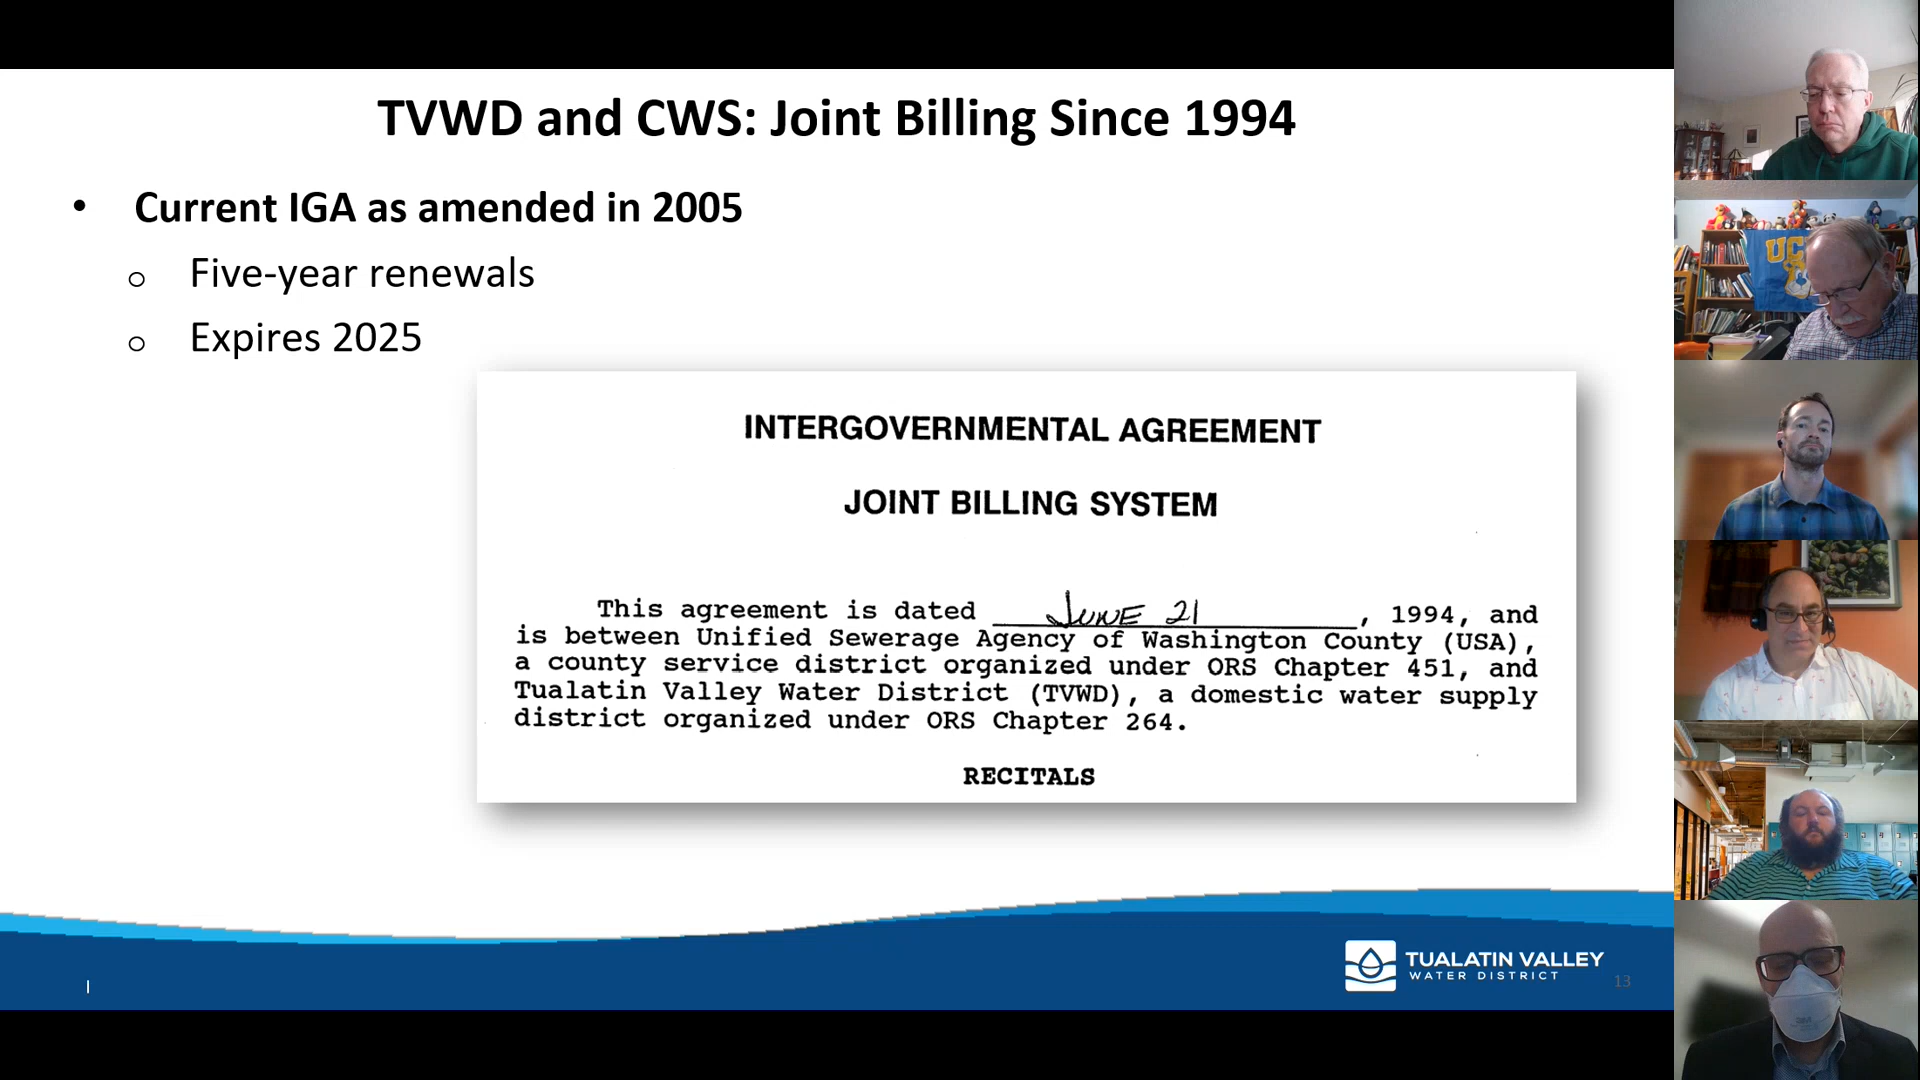 TVWD and CWS: Joint Billing Since 1994
• Current IGA as amended in 2005
o Five-year renewals
o Expires 2025
INTERGOVERNMENTAL AGREEMENT
JOINT BILLING SYSTEM
This agreement is dated JUNE 21, 1994, and
is between Unified Sewerage Agency of Washington County (USA),
a county service district organized under ORS Chapter 451, and
Tualatin Valley Water District (TVWD), a domestic water supply
district organized under ORS Chapter 264.
RECITALS
TUALATIN VALLEY
WATER DISTRICT
13
UC